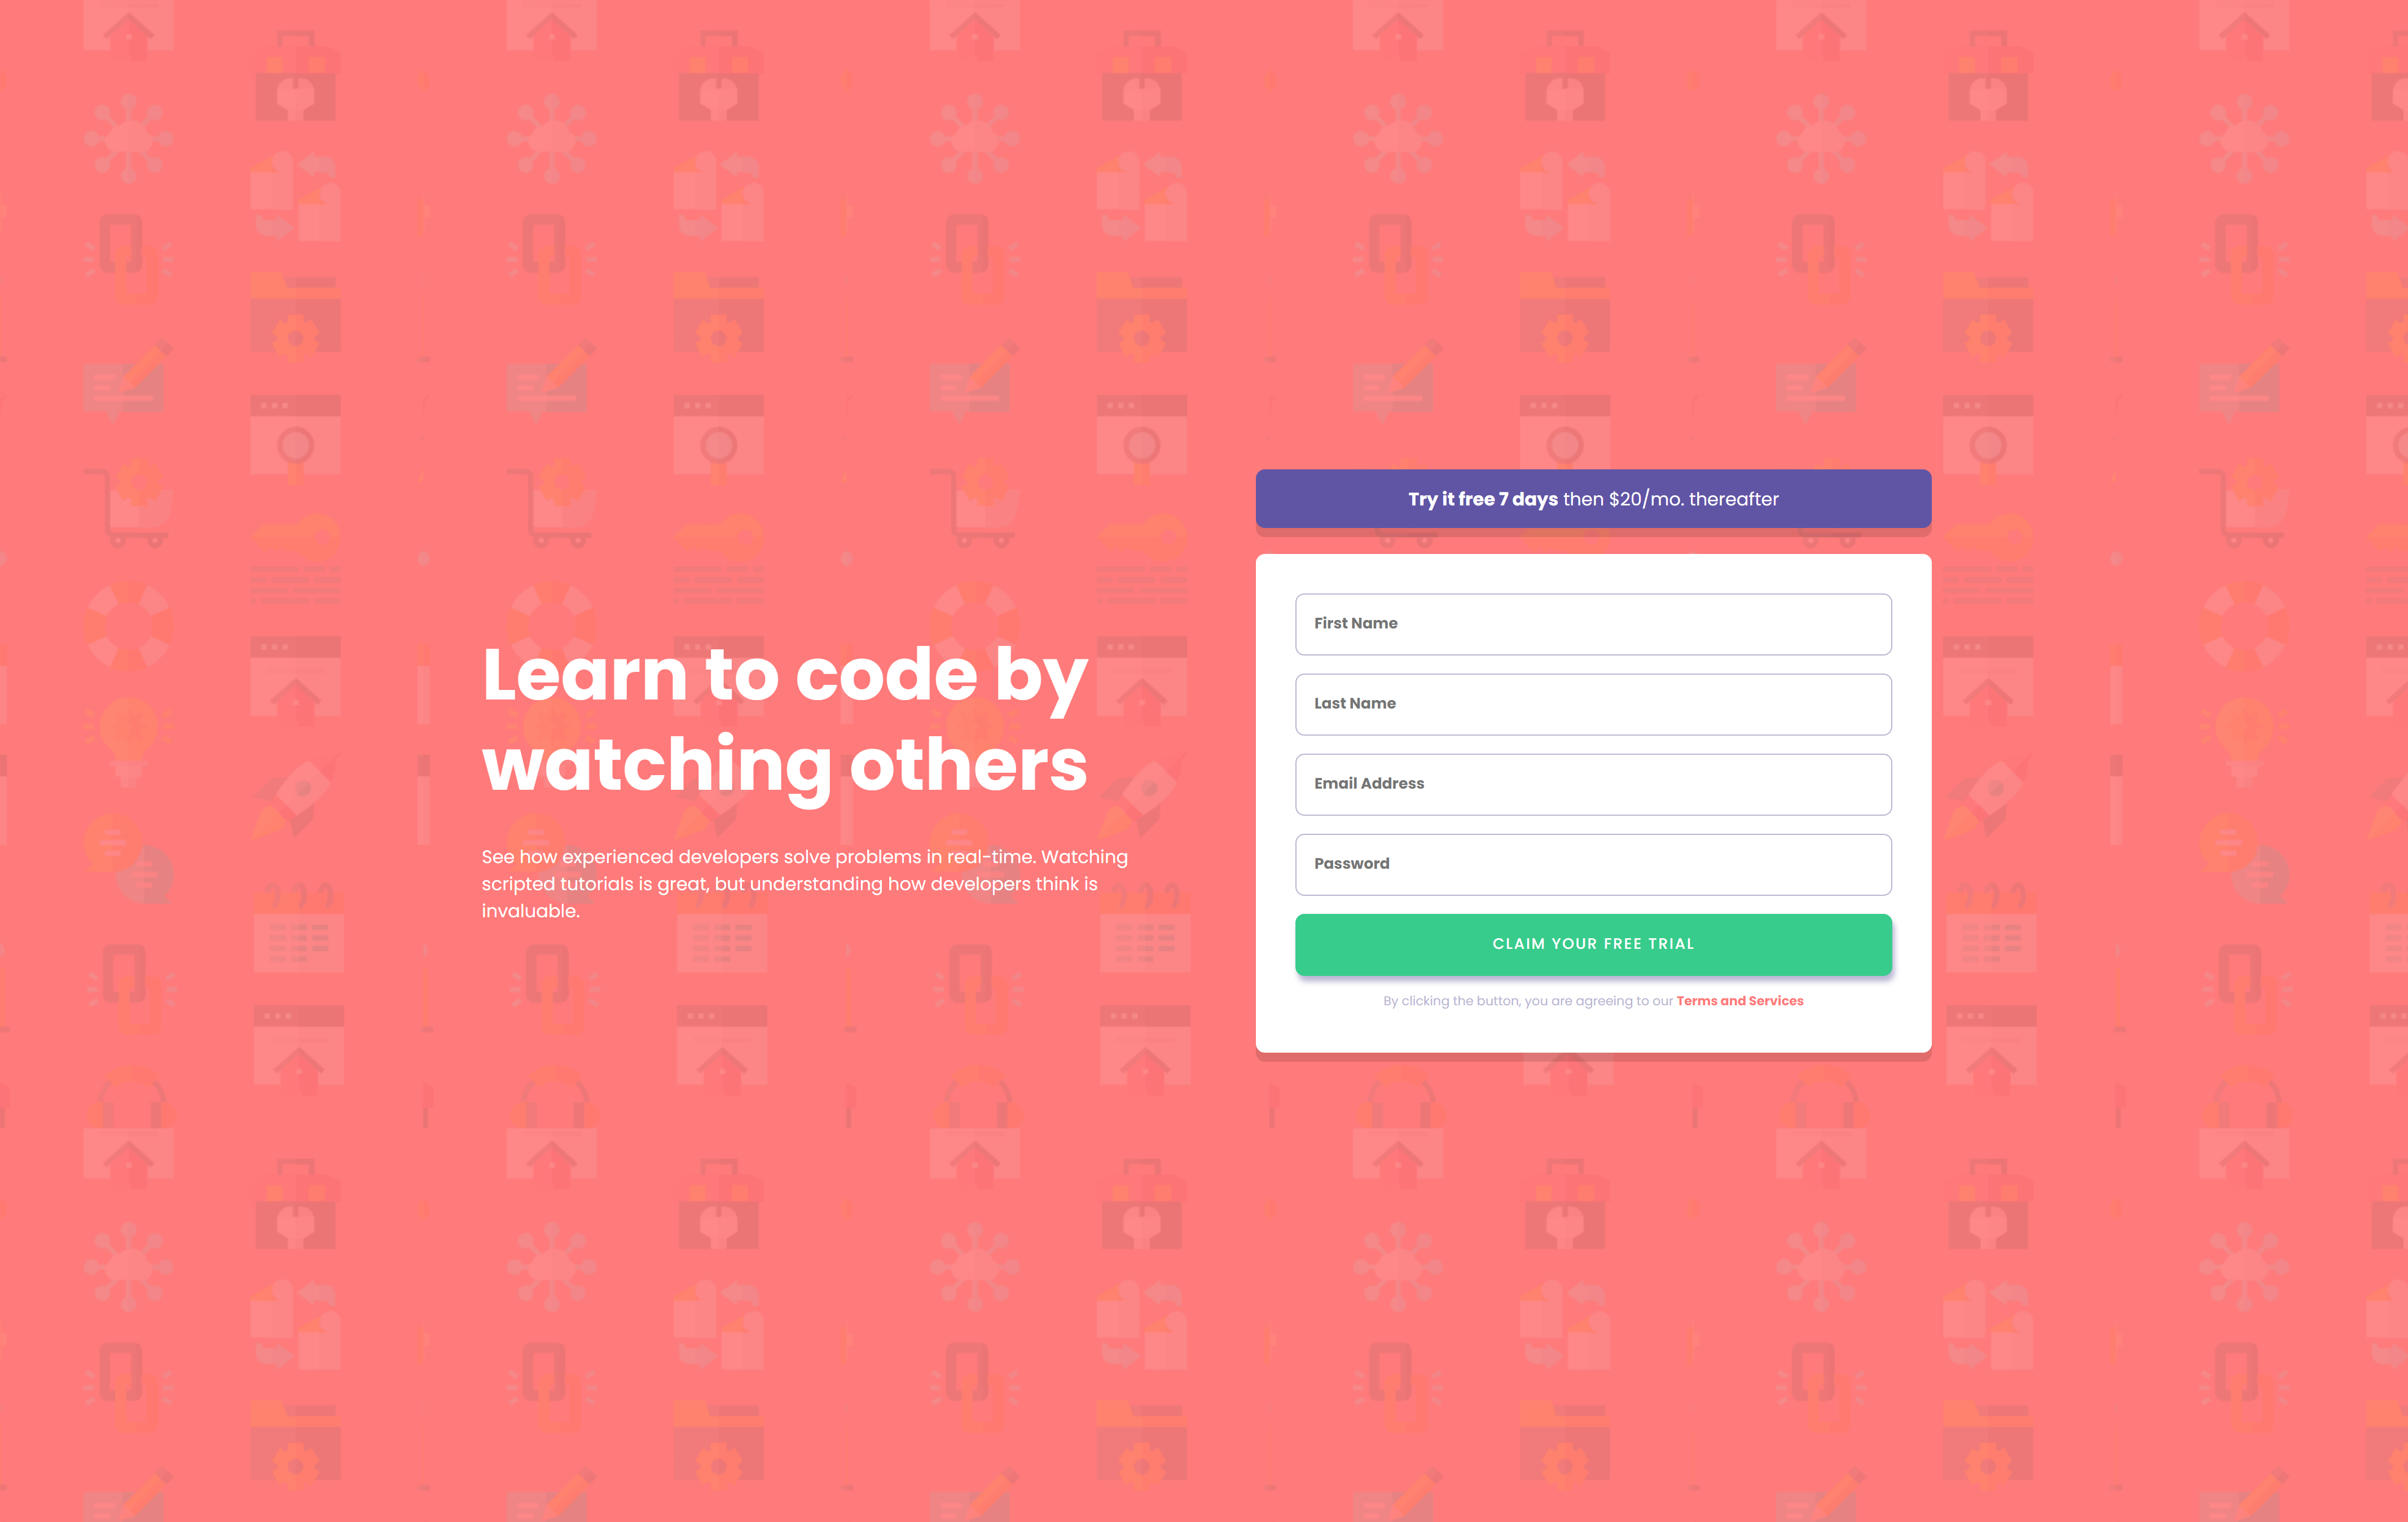 Learn to code by
watching others
See how experienced developers solve problems in real-time. Watching
scripted tutorials is great, but understanding how developers think is
invaluable.
Try it free 7 days then $20/mo. thereafter
First Name
Last Name
Email Address
Password
CLAIM YOUR FREE TRIAL
By clicking the button, you are agreeing to our Terms and Services